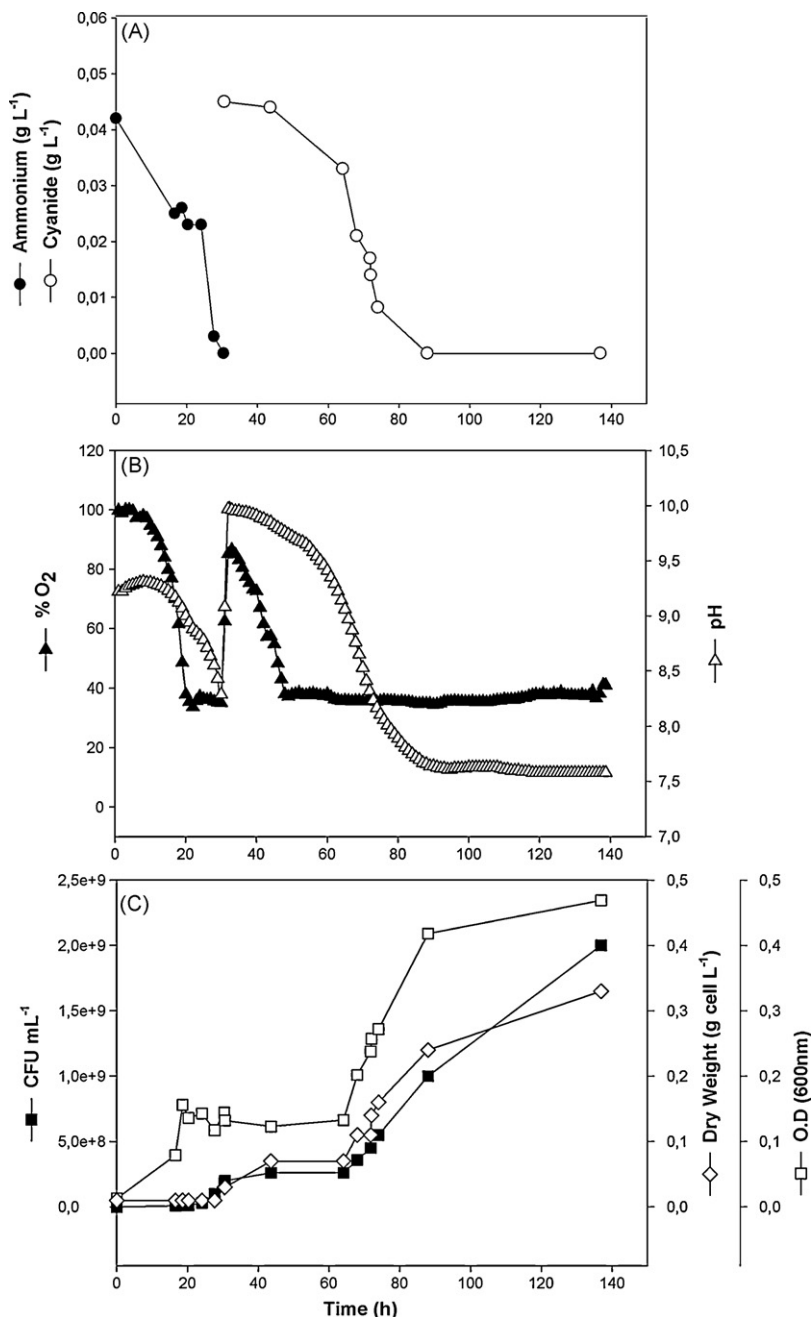 (A)
0,06
0,05
0,04
0,03
0,02
0,01
0,00
Ammonium (g L-1)
Cyanide (g L-1)
0 20 40 60 80 100 120 140
(B)
120
100
80
60
40
20
0
% O2
10,5
10,0
9,5
9,0
8,5
8,0
7,5
7,0
pH
0 20 40 60 80 100 120 140
(C)
2,5e+9
2,0e+9
1,5e+9
1,0e+9
5,0e+8
0,0
CFU mL-1
0,5
0,4
0,3
0,2
0,1
0,0
Dry Weight (g cell L-1)
0,5
0,4
0,3
0,2
0,1
0,0
O.D (600nm)
0 20 40 60 80 100 120 140
Time (h)